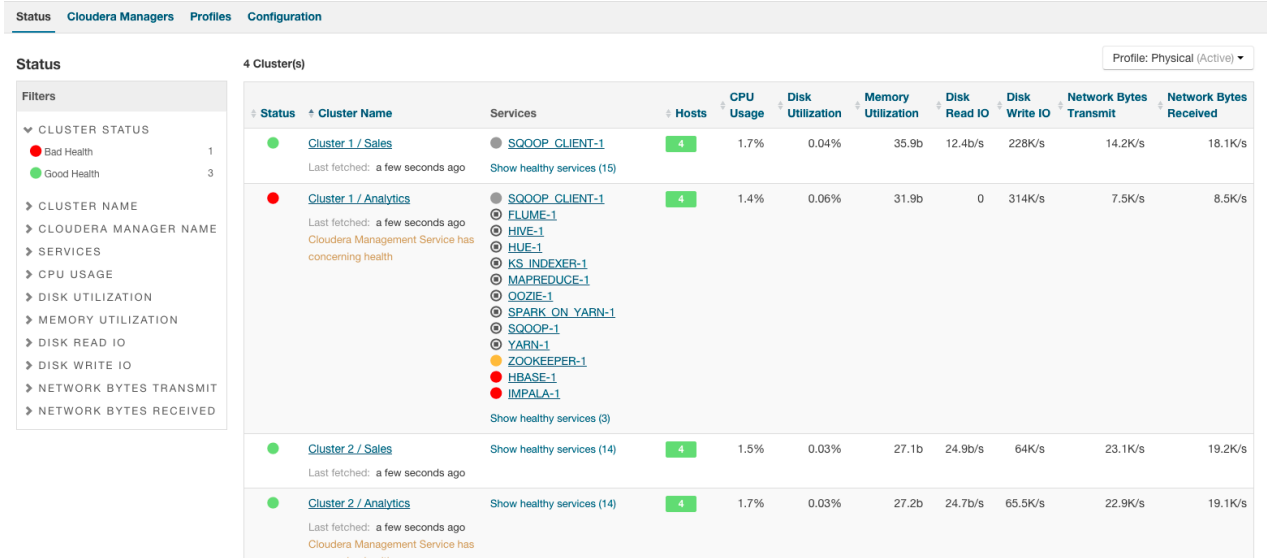 Status Cloudera Managers Profiles Configuration
Status
4 Cluster(s)
Profile: Physical (Active)
Filters
CLUSTER STATUS
Bad Health 1
Good Health 3
CLUSTER NAME
CLOUDERA MANAGER NAME
SERVICES
CPU USAGE
DISK UTILIZATION
MEMORY UTILIZATION
DISK READ IO
DISK WRITE IO
NETWORK BYTES TRANSMIT
NETWORK BYTES RECEIVED
Status Cluster Name Services Hosts CPU Usage Disk Utilization Memory Utilization Disk Read IO Disk Write IO Network Bytes Transmit Network Bytes Received
Cluster 1 / Sales SQOOP_CLIENT-1 4 1.7% 0.04% 35.9b 12.4b/s 228K/s 14.2K/s 18.1K/s
Last fetched: a few seconds ago Show healthy services (15)
Cluster 1 / Analytics SQOOP_CLIENT-1 4 1.4% 0.06% 31.9b 0 314K/s 7.5K/s 8.5K/s
Last fetched: a few seconds ago
Cloudera Management Service has
concerning health
FLUME-1
HIVE-1
HUE-1
KS_INDEXER-1
MAPREDUCE-1
OOZIE-1
SPARK_ON_YARN-1
SQOOP-1
YARN-1
ZOOKEEPER-1
HBASE-1
IMPALA-1
Show healthy services (3)
Cluster 2 / Sales Show healthy services (14) 4 1.5% 0.03% 27.1b 24.9b/s 64K/s 23.1K/s 19.2K/s
Last fetched: a few seconds ago
Cluster 2 / Analytics Show healthy services (14) 4 1.7% 0.03% 27.2b 24.7b/s 65.5K/s 22.9K/s 19.1K/s
Last fetched: a few seconds ago
Cloudera Management Service has